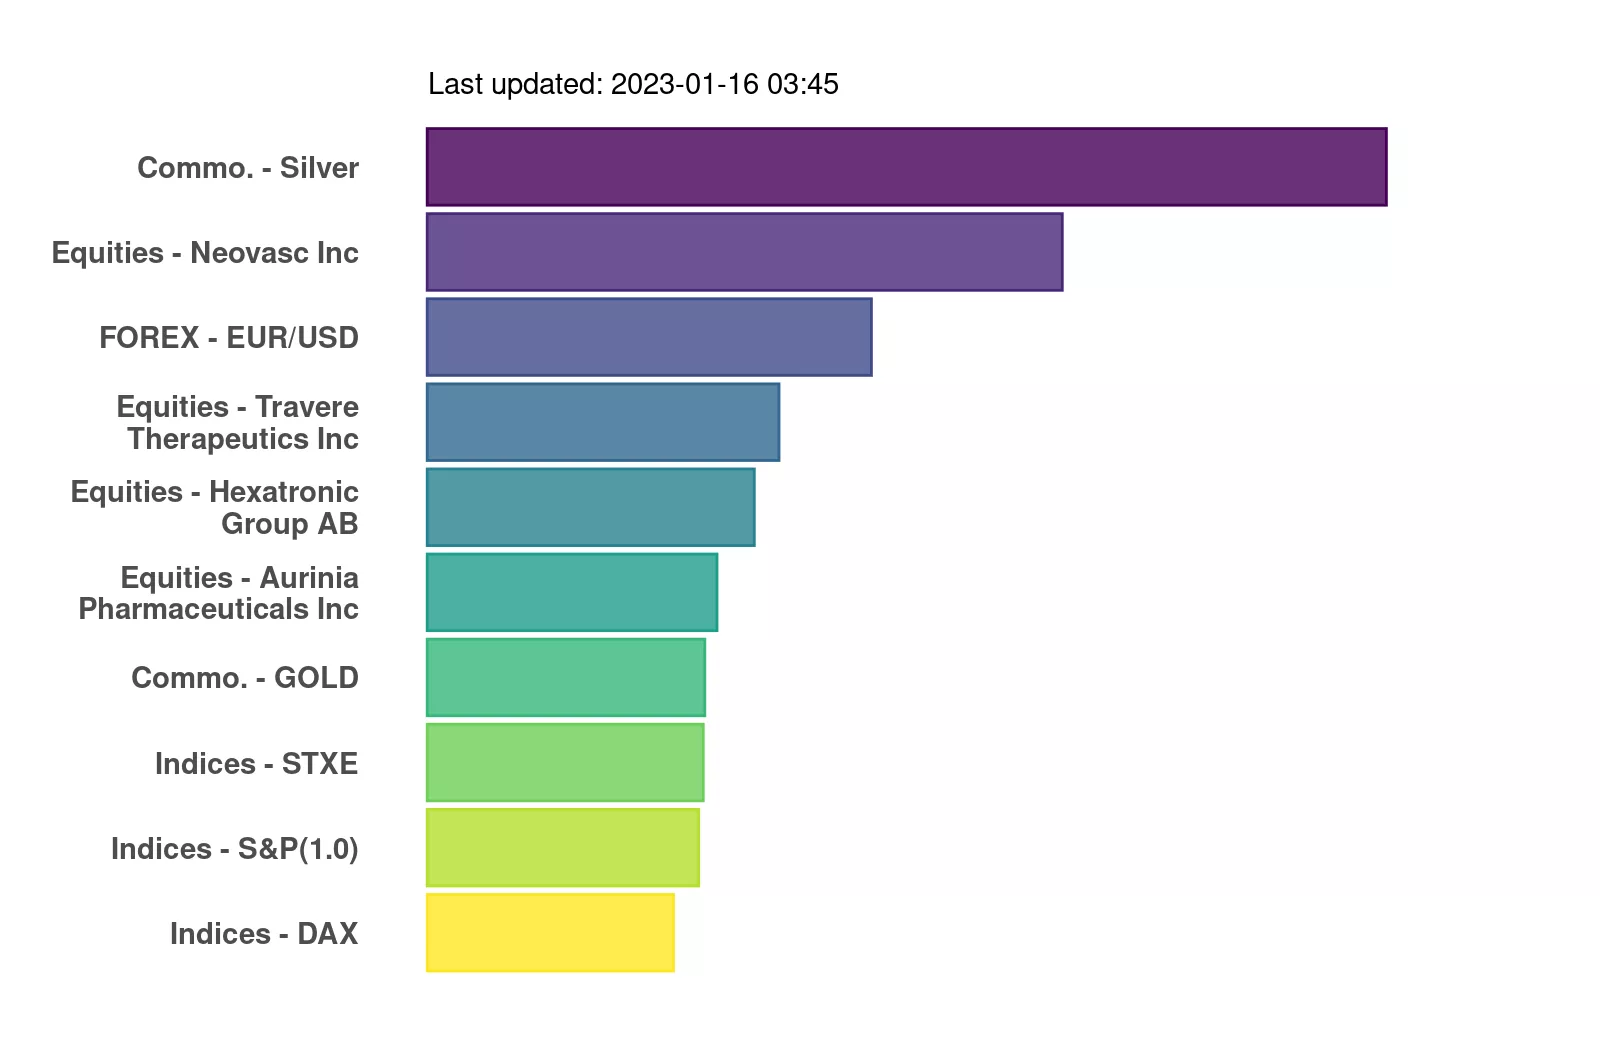 Last updated: 2023-01-16 03:45
Commo. - Silver
Equities - Neovasc Inc
FOREX - EUR/USD
Equities - Travere
Therapeutics Inc
Equities - Hexatronic
Group AB
Equities - Aurinia
Pharmaceuticals Inc
Commo. - GOLD
Indices - STXE
Indices - S&P(1.0)
Indices - DAX